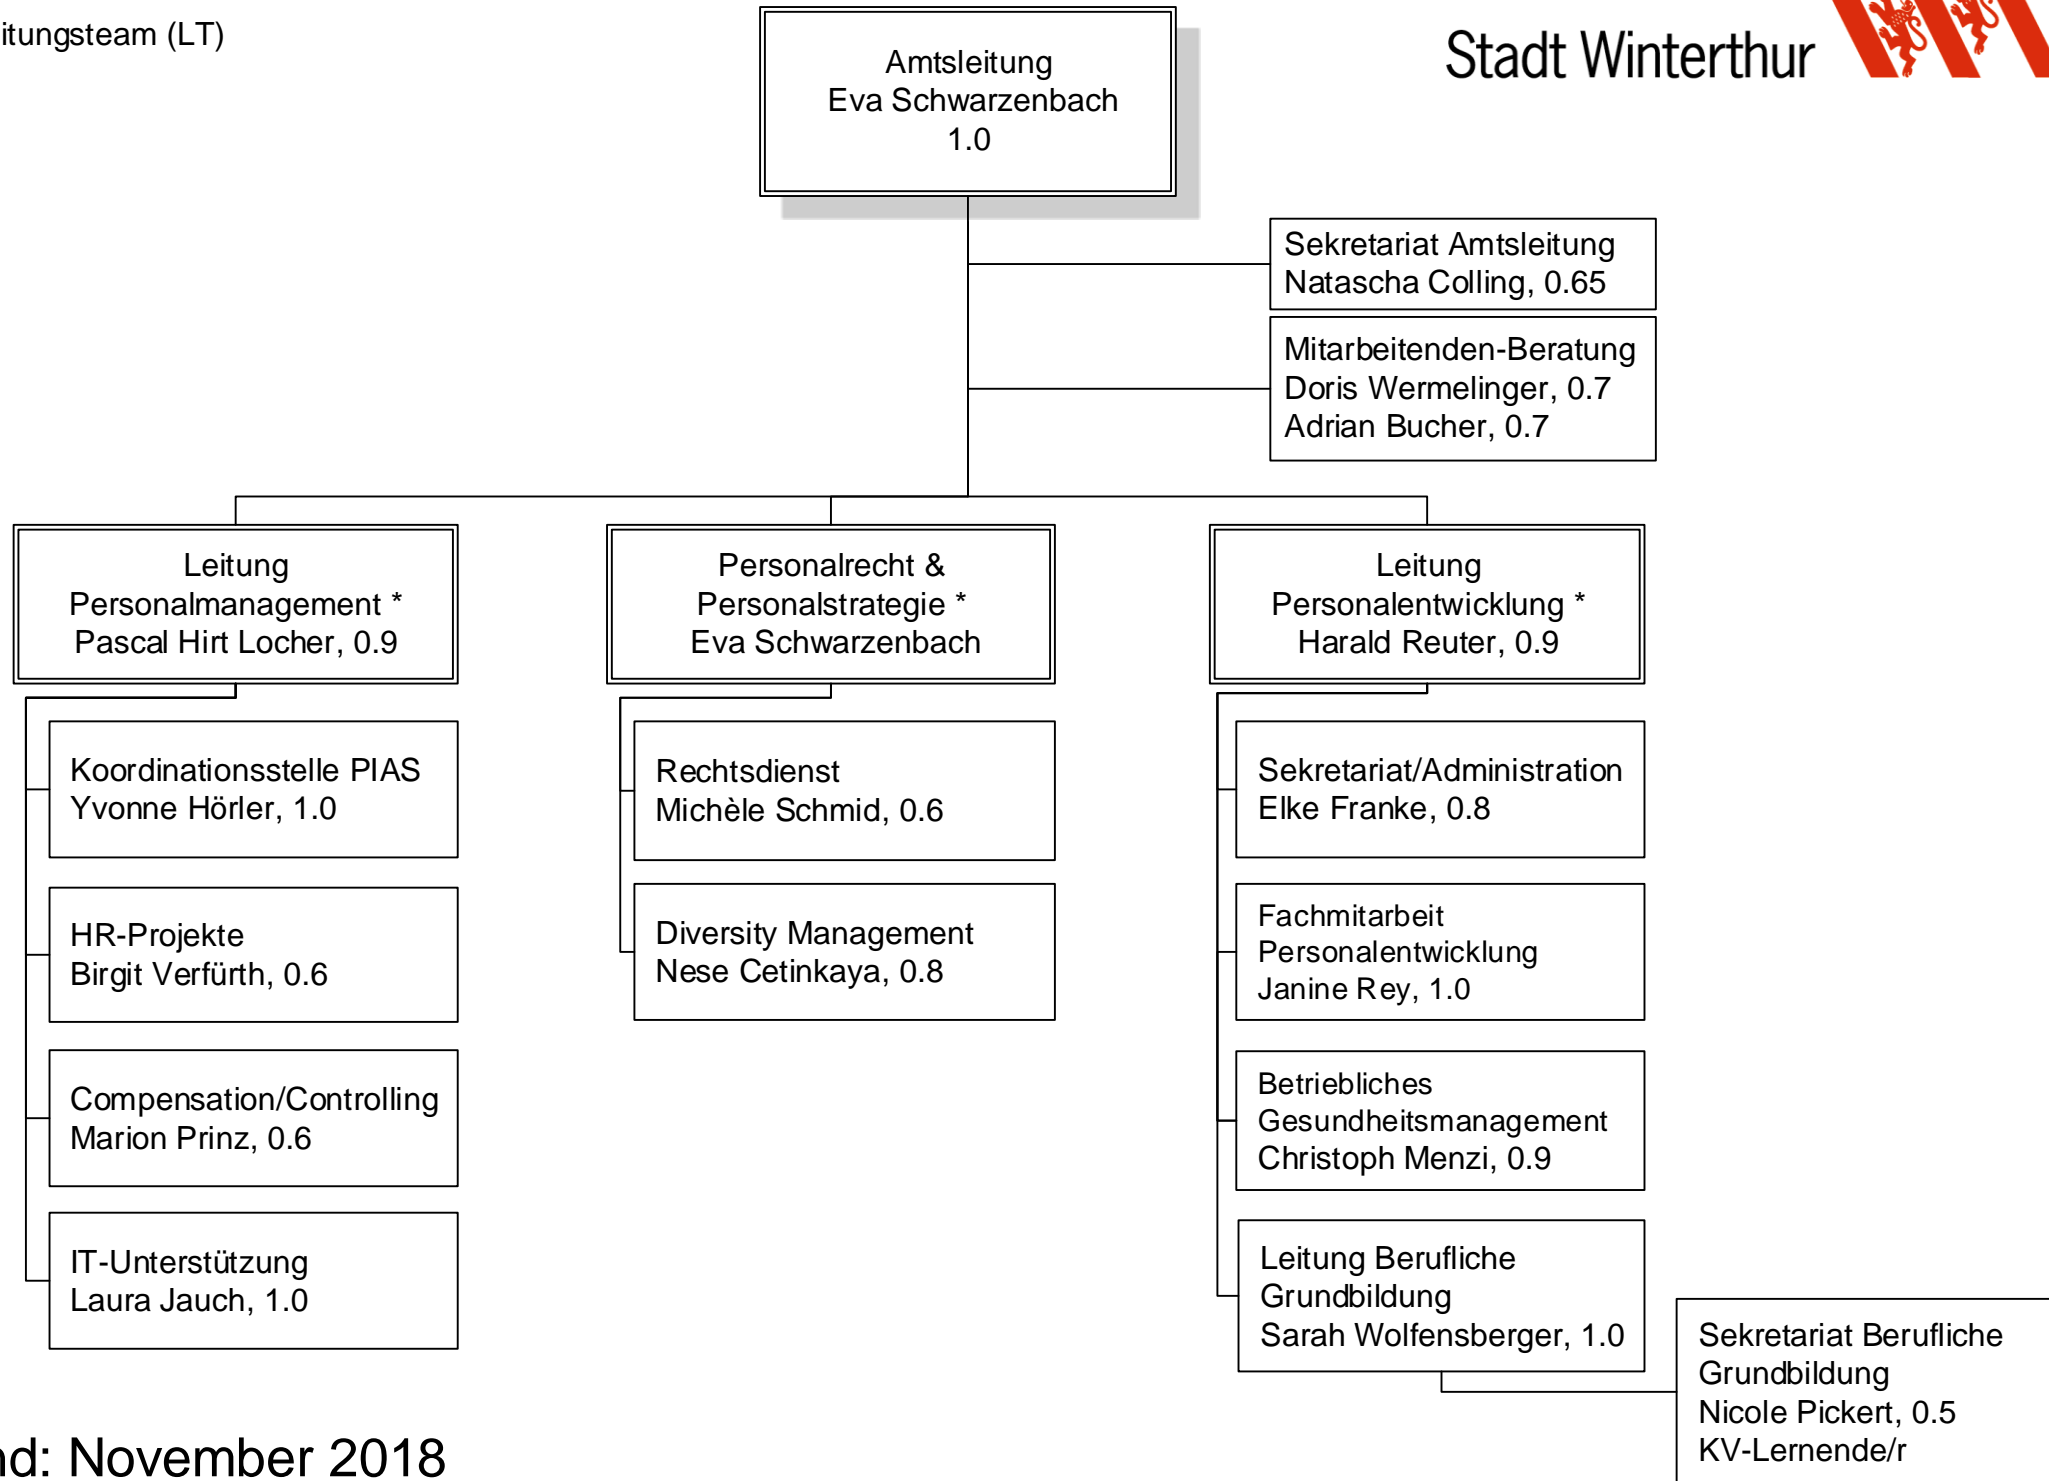 itungsteam (LT)
Stadt Winterthur
Amtsleitung
Eva Schwarzenbach
1.0
Sekretariat Amtsleitung
Natascha Colling, 0.65
Mitarbeitenden-Beratung
Doris Wermelinger, 0.7
Adrian Bucher, 0.7
Leitung
Personalmanagement *
Pascal Hirt Locher, 0.9
Personalrecht &
Personalstrategie *
Eva Schwarzenbach
Leitung
Personalentwicklung *
Harald Reuter, 0.9
Koordinationsstelle PIAS
Yvonne Hörler, 1.0
HR-Projekte
Birgit Verfürth, 0.6
Compensation/Controlling
Marion Prinz, 0.6
IT-Unterstützung
Laura Jauch, 1.0
Rechtsdienst
Michèle Schmid, 0.6
Diversity Management
Nese Cetinkaya, 0.8
Sekretariat/Administration
Elke Franke, 0.8
Fachmitarbeit
Personalentwicklung
Janine Rey, 1.0
Betriebliches
Gesundheitsmanagement
Christoph Menzi, 0.9
Leitung Berufliche
Grundbildung
Sarah Wolfensberger, 1.0
Sekretariat Berufliche
Grundbildung
Nicole Pickert, 0.5
KV-Lernende/r
nd: November 2018